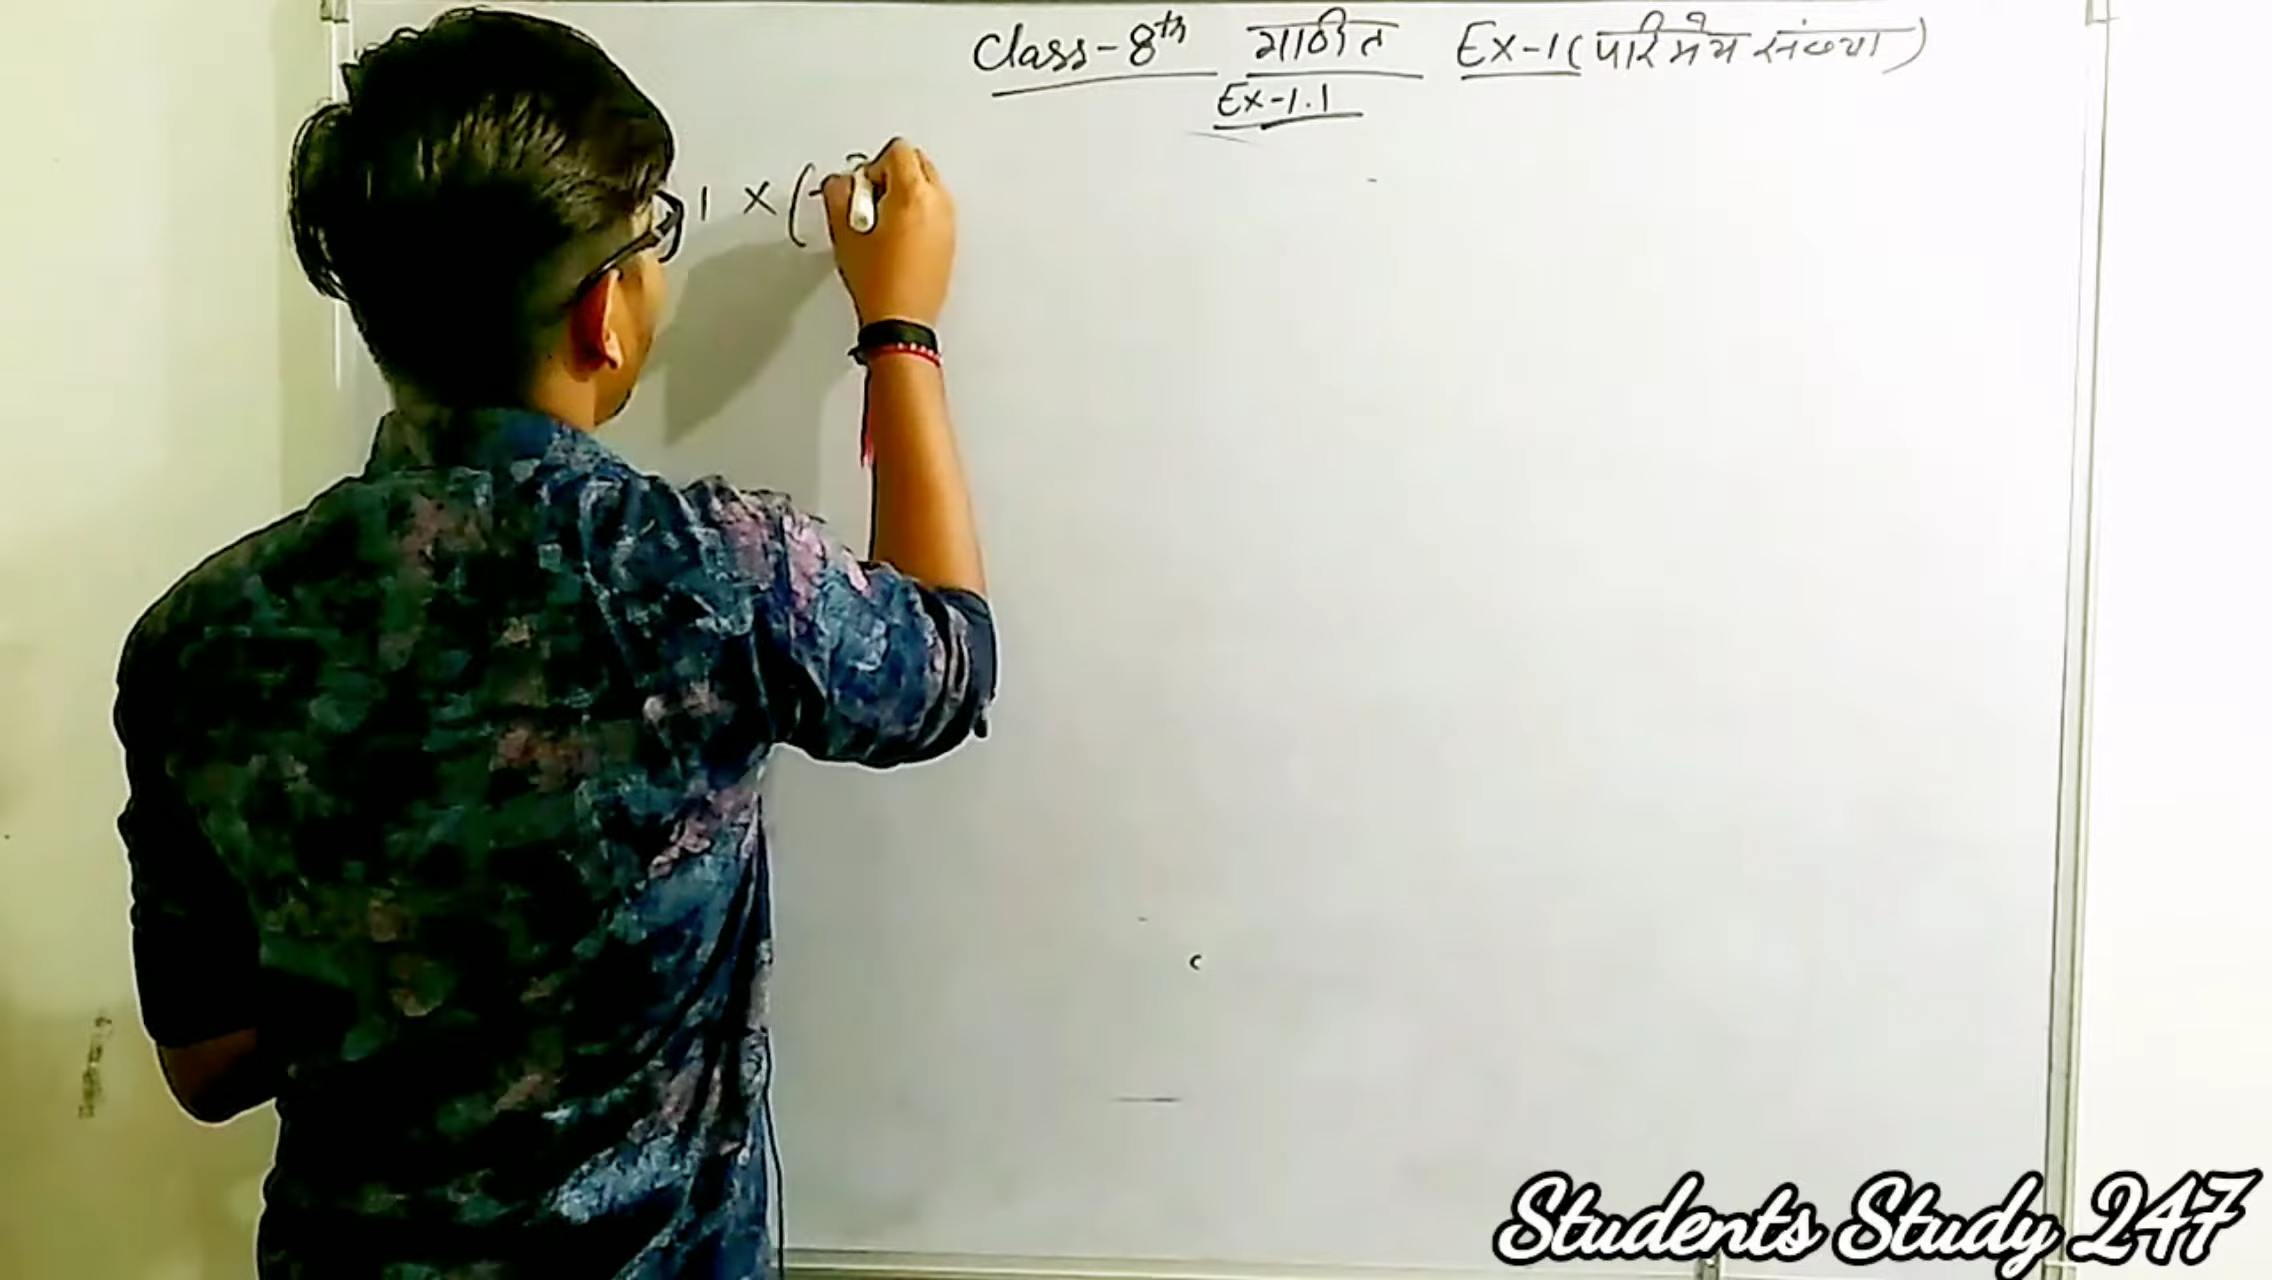 Class-8th गणित Ex-1(परिमेय संख्या)
Ex-1.1
1 × (-
Students Study 247